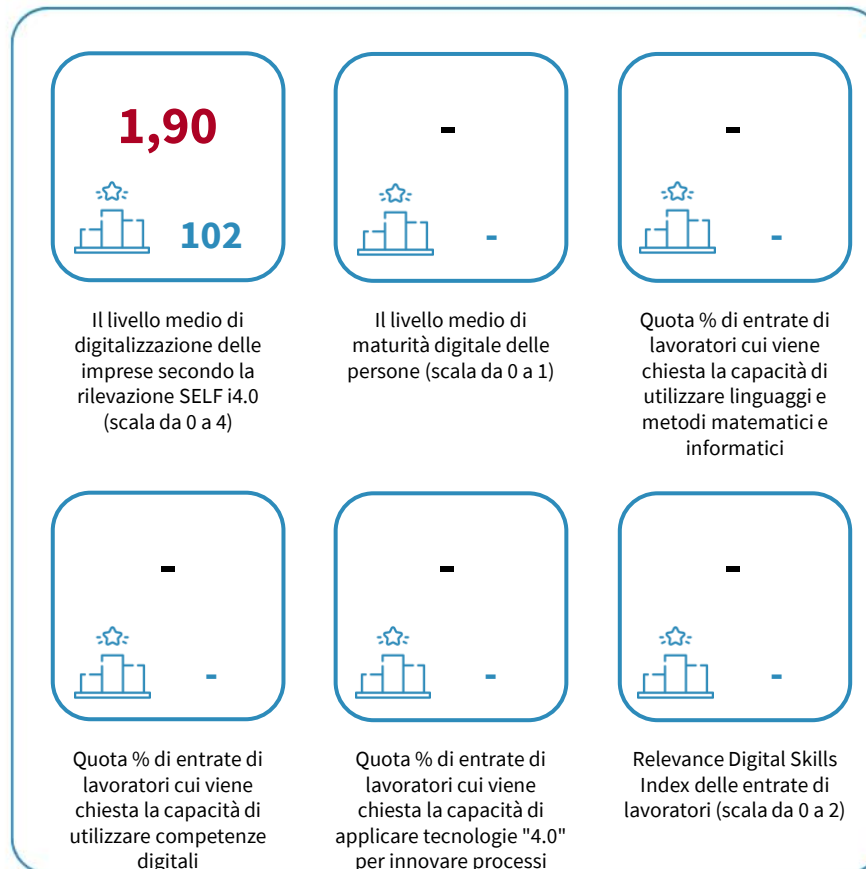 1,90
102
Il livello medio di
digitalizzazione delle
imprese secondo la
rilevazione SELF i4.0
(scala da 0 a 4)
-
-
Il livello medio di
maturità digitale delle
persone (scala da 0 a 1)
-
-
Quota % di entrate di
lavoratori cui viene
chiesta la capacità di
utilizzare linguaggi e
metodi matematici e
informatici
-
-
Quota % di entrate di
lavoratori cui viene
chiesta la capacità di
utilizzare competenze
digitali
-
-
Quota % di entrate di
lavoratori cui viene
chiesta la capacità di
applicare tecnologie "4.0"
per innovare processi
-
-
Relevance Digital Skills
Index delle entrate di
lavoratori (scala da 0 a 2)